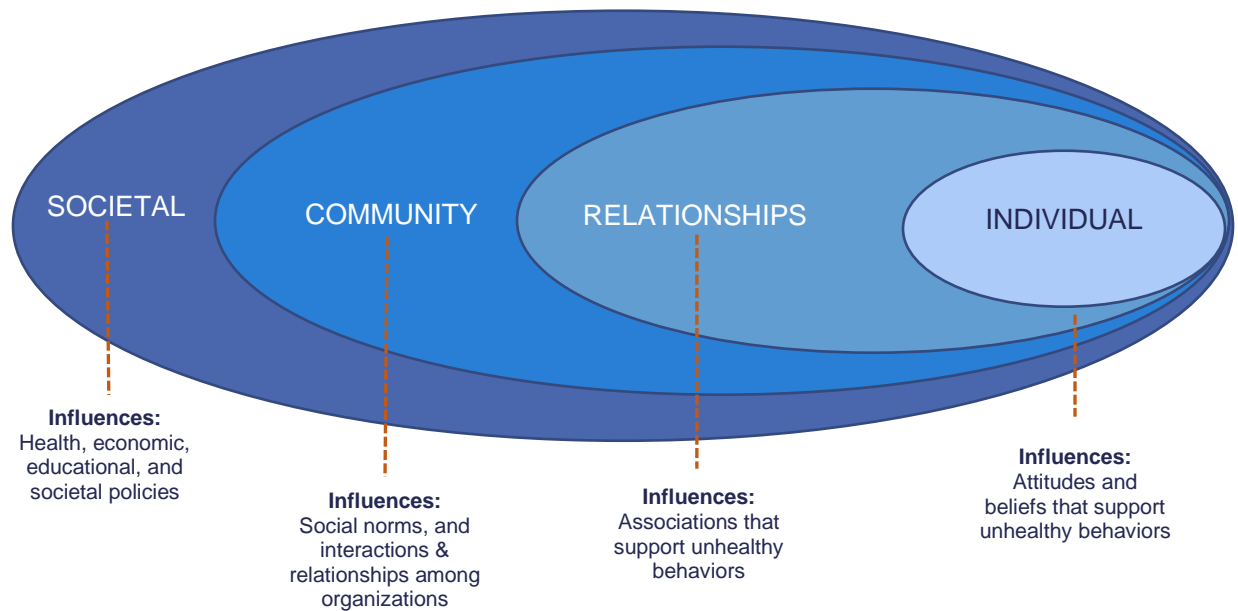 SOCIETAL
COMMUNITY
RELATIONSHIPS
INDIVIDUAL
Influences:
Health, economic,
educational, and
societal policies
Influences:
Social norms, and
interactions &
relationships among
organizations
Influences:
Associations that
support unhealthy
behaviors
Influences:
Attitudes and
beliefs that support
unhealthy behaviors